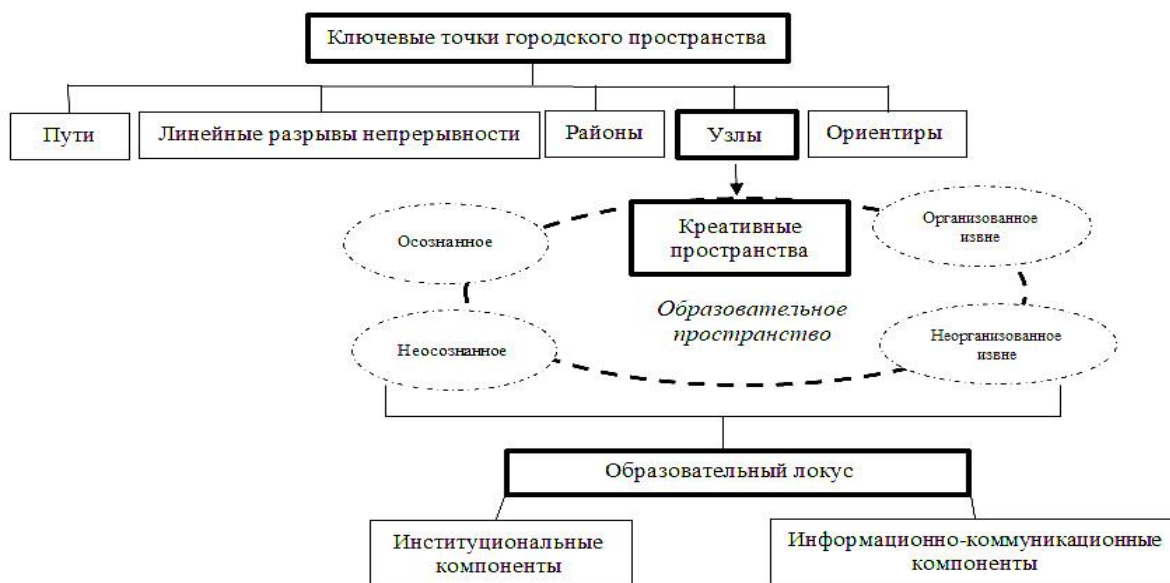 Ключевые точки городского пространства
Пути
Линейные разрывы непрерывности
Районы
Узлы
Ориентиры
Креативные
пространства
Осознанное
Организованное
извне
Образовательное
пространство
Неосознанное
Неорганизованное
извне
Образовательный локус
Институциональные
компоненты
Информационно-коммуникационные
компоненты